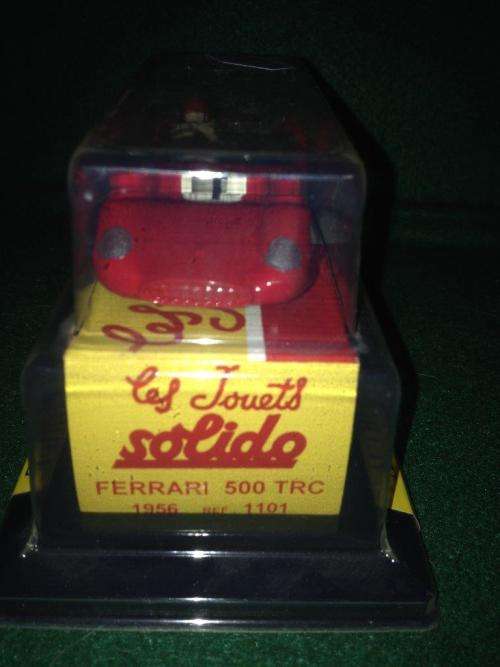 Les Jouets
solido
FERRARI 500 TRC
1956 REF 1101